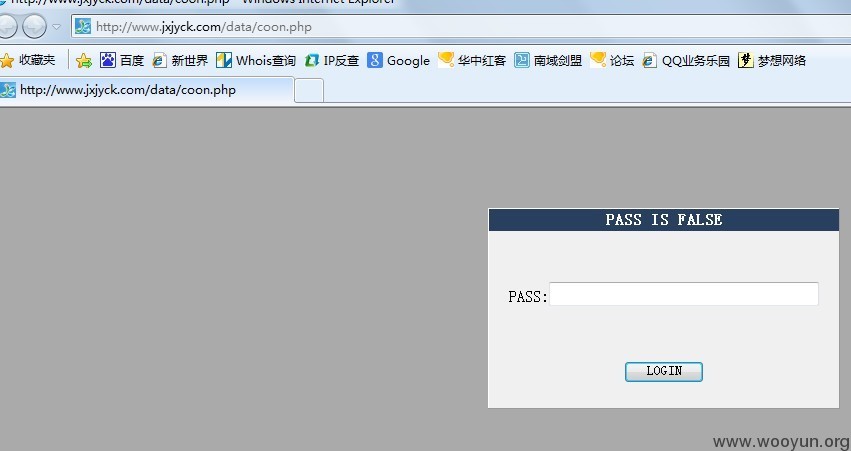 http://www.jxjyck.com/data/coon.php - Windows Internet Explorer
http://www.jxjyck.com/data/coon.php
收藏夹 百度 新世界 Whois查询 IP反查 Google 华中红客 南域剑盟 论坛 QQ业务乐园 梦想网络
http://www.jxjyck.com/data/coon.php
PASS IS FALSE
PASS:
LOGIN
www.wooyun.org